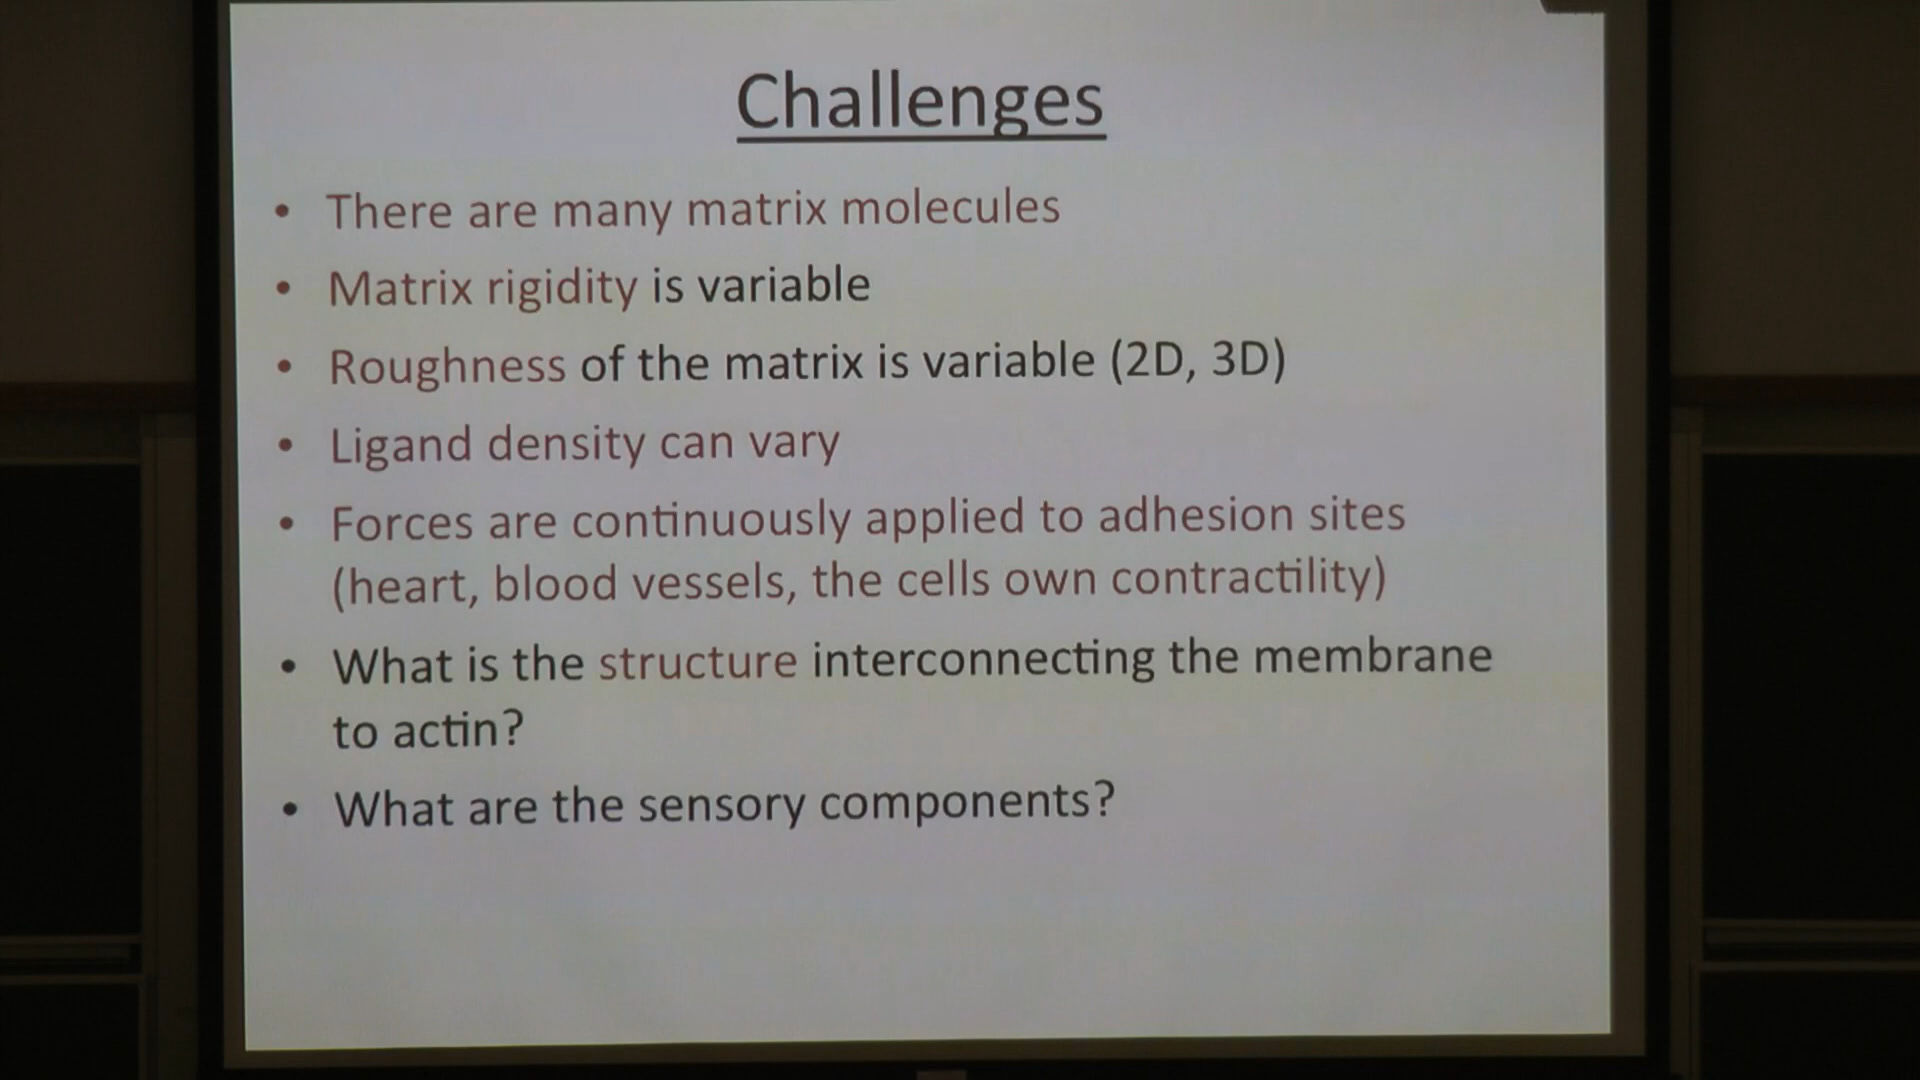 Challenges
• There are many matrix molecules
• Matrix rigidity is variable
• Roughness of the matrix is variable (2D, 3D)
• Ligand density can vary
• Forces are continuously applied to adhesion sites
(heart, blood vessels, the cells own contractility)
• What is the structure interconnecting the membrane
to actin?
• What are the sensory components?